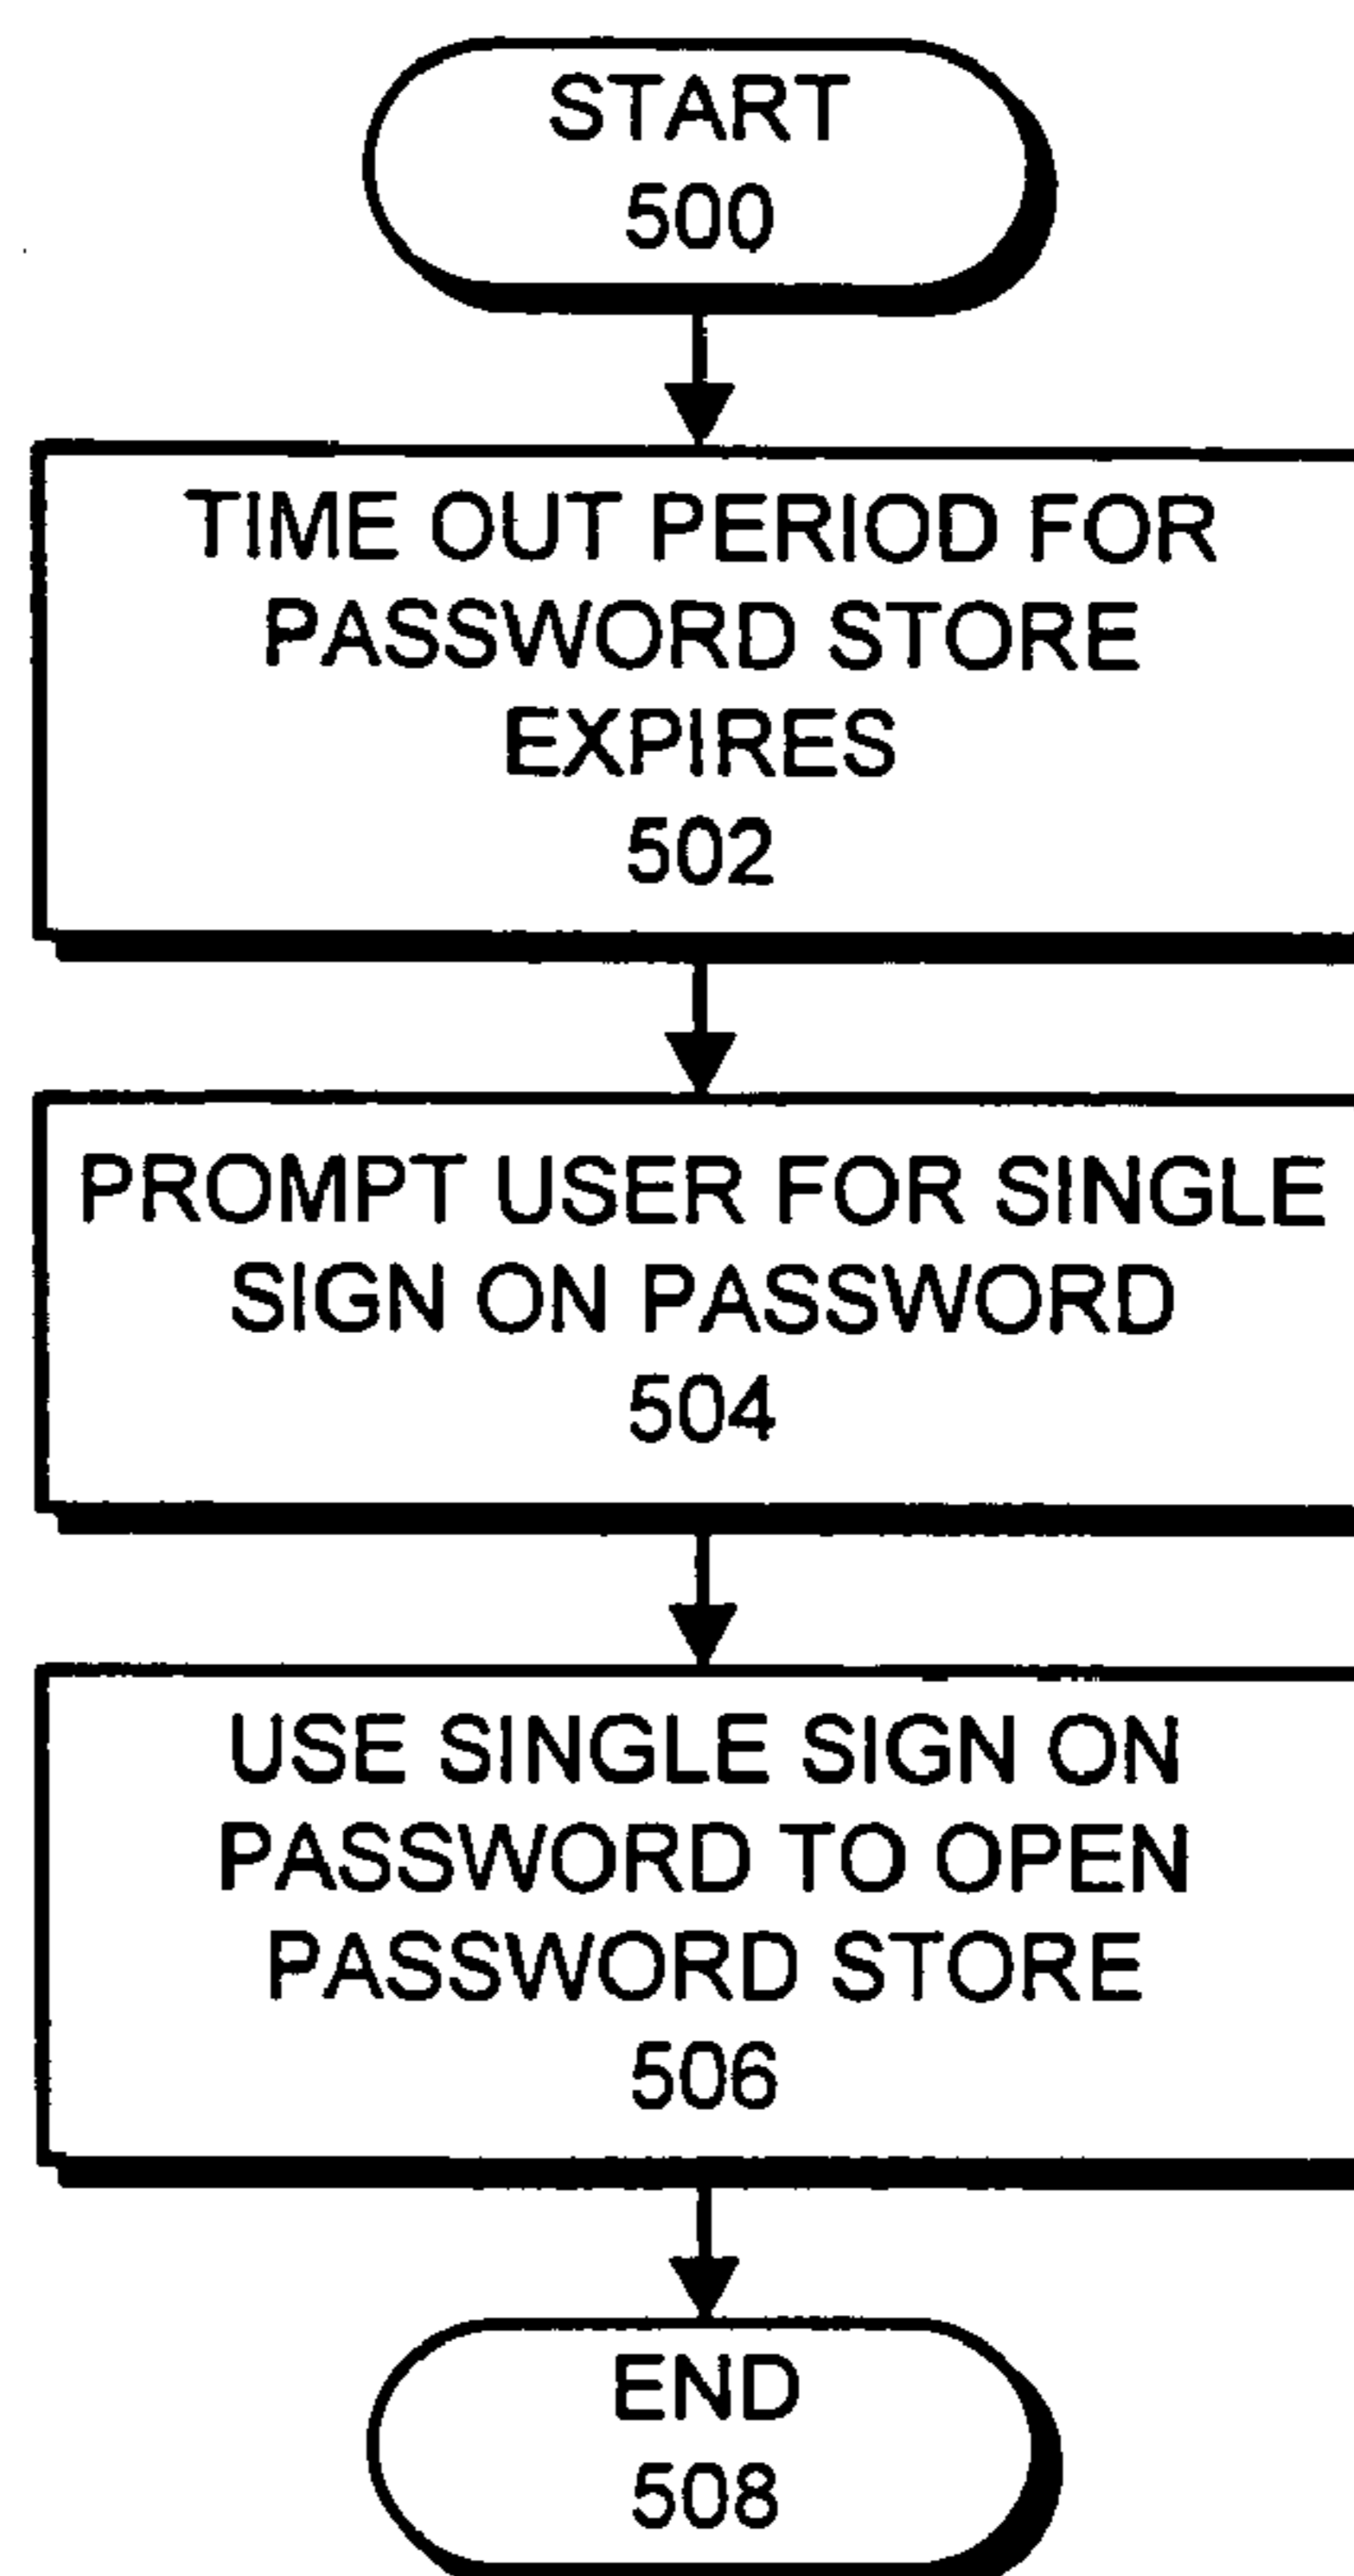 START
500
TIME OUT PERIOD FOR
PASSWORD STORE
EXPIRES
502
PROMPT USER FOR SINGLE
SIGN ON PASSWORD
504
USE SINGLE SIGN ON
PASSWORD TO OPEN
PASSWORD STORE
506
END
508